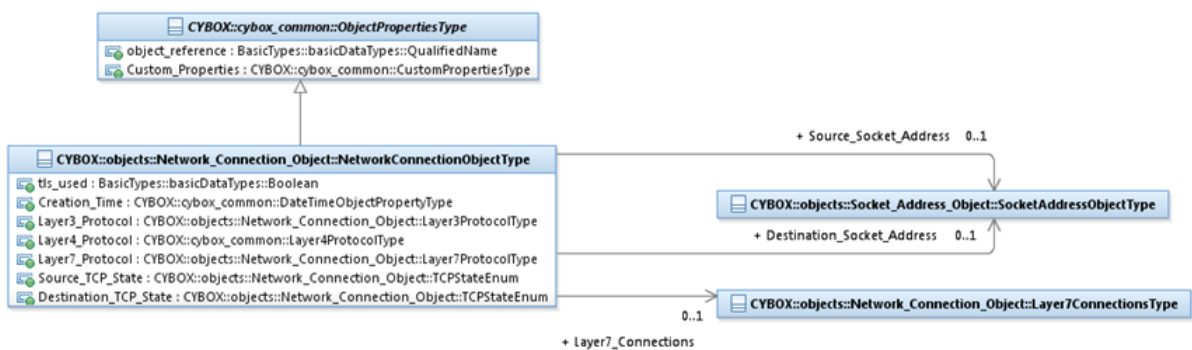 CYBOX::cybox_common::ObjectPropertiesType
object_reference : BasicTypes::basicDataTypes::QualifiedName
Custom_Properties : CYBOX::cybox_common::CustomPropertiesType
+ Source_Socket_Address 0..1
CYBOX::objects::Network_Connection_Object::NetworkConnectionObjectType
tls_used : BasicTypes::basicDataTypes::Boolean
Creation_Time : CYBOX::cybox_common::DateTimeObjectPropertyType
Layer3_Protocol : CYBOX::objects::Network_Connection_Object::Layer3ProtocolType
Layer4_Protocol : CYBOX::cybox_common::Layer4ProtocolType
Layer7_Protocol : CYBOX::objects::Network_Connection_Object::Layer7ProtocolType
Source_TCP_State : CYBOX::objects::Network_Connection_Object::TCPStateEnum
Destination_TCP_State : CYBOX::objects::Network_Connection_Object::TCPStateEnum
CYBOX::objects::Socket_Address_Object::SocketAddressObjectType
+ Destination_Socket_Address 0..1
CYBOX::objects::Network_Connection_Object::Layer7ConnectionsType
0..1
+ Layer7_Connections